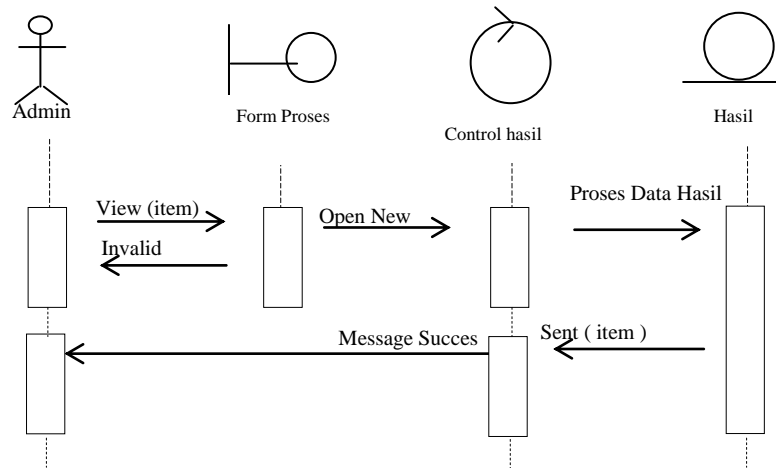 Admin
Form Proses
Control hasil
Hasil
View (item)
Open New
Proses Data Hasil
Invalid
Message Succes
Sent ( item )